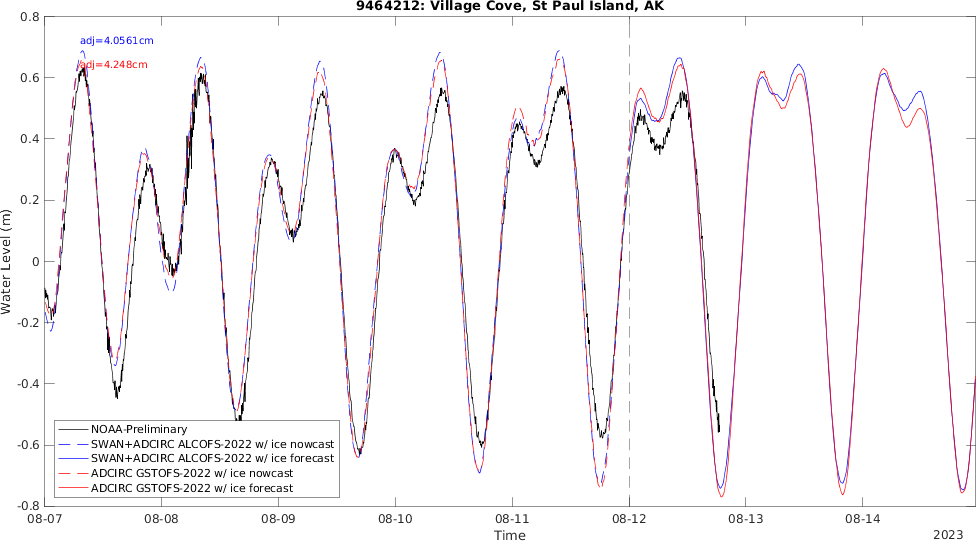 9464212: Village Cove, St Paul Island, AK
0.8
adj=4.0561cm
adj=4.248cm
0.6
0.4
0.2
0
-0.2
-0.4
-0.6
-0.8
Water Level (m)
NOAA-Preliminary
SWAN+ADCIRC ALCOFS-2022 w/ ice nowcast
SWAN+ADCIRC ALCOFS-2022 w/ ice forecast
ADCIRC GSTOFS-2022 w/ ice nowcast
ADCIRC GSTOFS-2022 w/ ice forecast
08-07 08-08 08-09 08-10 08-11 08-12 08-13 08-14
Time
2023